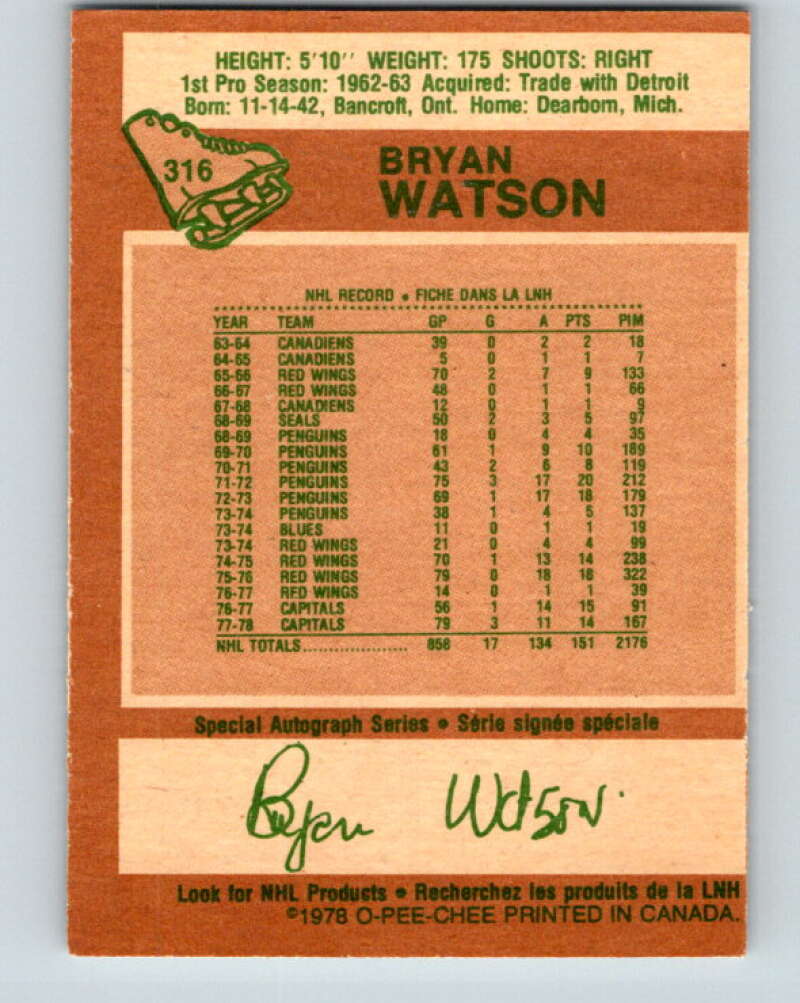 HEIGHT: 5'10'' WEIGHT: 175 SHOOTS: RIGHT
1st Pro Season: 1962-63 Acquired: Trade with Detroit
Born: 11-14-42, Bancroft, Ont. Home: Dearborn, Mich.
316
BRYAN
WATSON
NHL RECORD • FICHE DANS LA LNH
YEAR TEAM GP G A PTS PIM
63-64 CANADIENS 39 0 2 2 18
64-65 CANADIENS 5 0 1 1 7
65-66 RED WINGS 70 2 7 9 133
66-67 RED WINGS 48 0 1 1 66
67-68 CANADIENS 12 0 1 1 9
68-69 SEALS 50 2 3 5 97
68-69 PENGUINS 18 0 4 4 35
69-70 PENGUINS 61 1 9 10 189
70-71 PENGUINS 43 2 6 8 119
71-72 PENGUINS 75 3 17 20 212
72-73 PENGUINS 69 1 17 18 179
73-74 PENGUINS 38 1 4 5 137
73-74 BLUES 11 0 1 1 19
73-74 RED WINGS 21 0 4 4 99
74-75 RED WINGS 70 1 13 14 238
75-76 RED WINGS 79 0 18 18 322
76-77 RED WINGS 14 0 1 1 39
76-77 CAPITALS 56 1 14 15 91
77-78 CAPITALS 79 3 11 14 167
NHL TOTALS..................... 858 17 134 151 2176
Special Autograph Series • Série signée spéciale
Bryan Watson
Look for NHL Products • Recherchez les produits de la LNH
©1978 O-PEE-CHEE PRINTED IN CANADA.